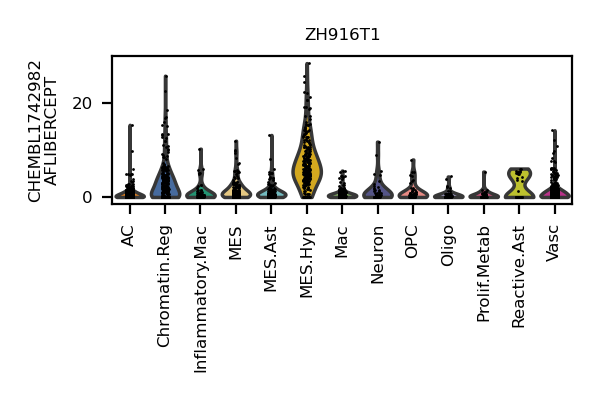 ZH916T1
CHEMBL1742982
AFLIBERCEPT
20
0
AC
Chromatin.Reg
Inflammatory.Mac
MES
MES.Ast
MES.Hyp
Mac
Neuron
OPC
Oligo
Prolif.Metab
Reactive.Ast
Vasc